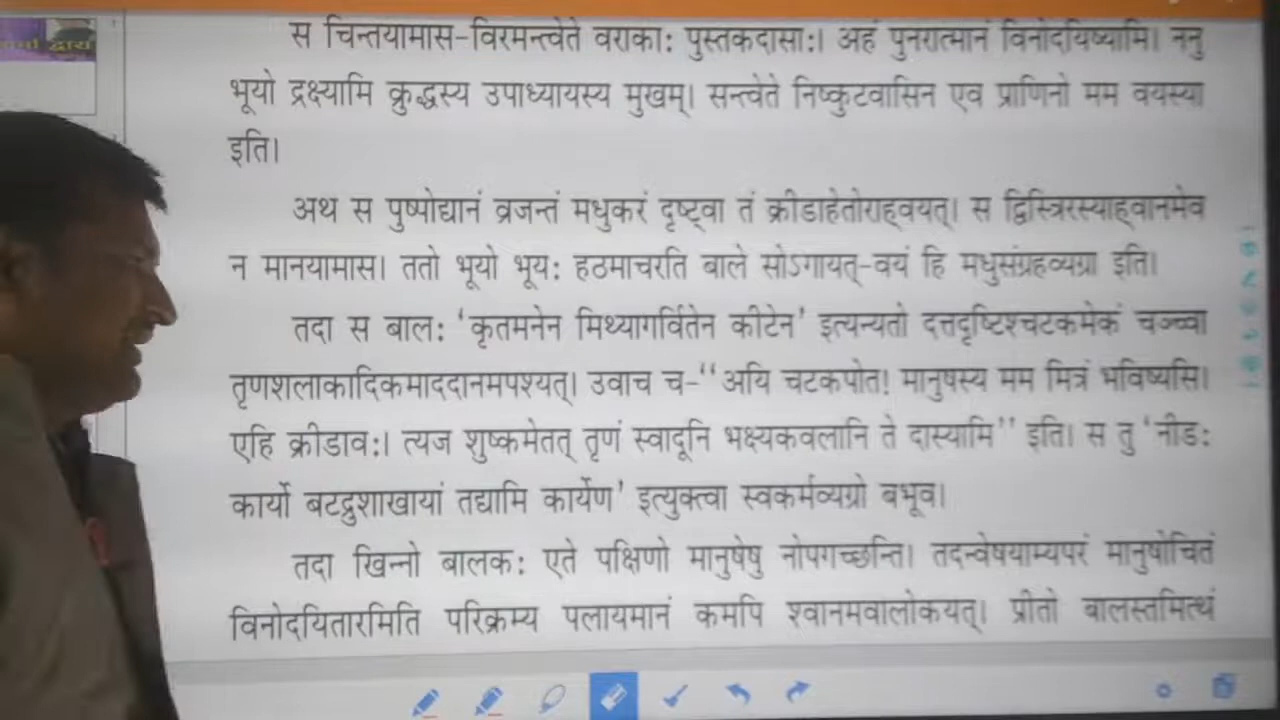 द्वारा
स चिन्तयामास-विरमन्त्वेते वराकाः पुस्तकदासाः। अहं पुनरात्मानं विनोदयिष्यामि। ननु
भूयो द्रक्ष्यामि क्रुद्धस्य उपाध्यायस्य मुखम्। सन्त्वेते निष्कुटवासिन एव प्राणिनो मम वयस्या
इति।
अथ स पुष्पोद्यानं व्रजन्तं मधुकरं दृष्ट्वा तं क्रीडाहेतोराह्वयत्। स द्विस्त्रिरस्याह्वानमेव
न मानयामास। ततो भूयो भूयः हठमाचरति बाले सोऽगायत्-वयं हि मधुसंग्रहव्यग्रा इति।
तदा स बालः 'कृतमनेन मिथ्यागर्वितेन कीटेन' इत्यन्यतो दत्तदृष्टिश्चटकमेकं चञ्च्वा
तृणशलाकादिकमाददानमपश्यत्। उवाच च-"अयि चटकपोत! मानुषस्य मम मित्रं भविष्यसि।
एहि क्रीडावः। त्यज शुष्कमेतत् तृणं स्वादूनि भक्ष्यकवलानि ते दास्यामि" इति। स तु 'नीडः
कार्यो बटद्रुशाखायां तद्यामि कार्येण' इत्युक्त्वा स्वकर्मव्यग्रो बभूव।
तदा खिन्नो बालकः एते पक्षिणो मानुषेषु नोपगच्छन्ति। तदन्वेषयाम्यपरं मानुषोचितं
विनोदयितारमिति परिक्रम्य पलायमानं कमपि श्वानमवालोकयत्। प्रीतो बालस्तमित्थं